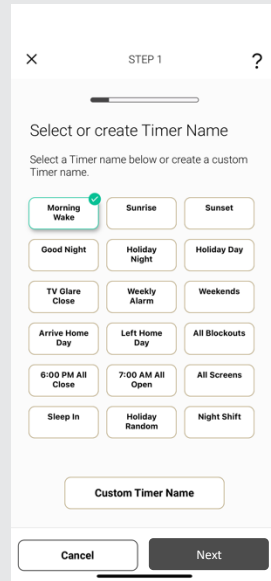 STEP 1
?
Select or create Timer Name
Select a Timer name below or create a custom
Timer name.
Morning
Wake
Sunrise
Sunset
Good Night
Holiday
Night
Holiday Day
TV Glare
Close
Weekly
Alarm
Weekends
Arrive Home
Day
Left Home
Day
All Blockouts
6:00 PM All
Close
7:00 AM All
Open
All Screens
Sleep In
Holiday
Random
Night Shift
Custom Timer Name
Cancel
Next